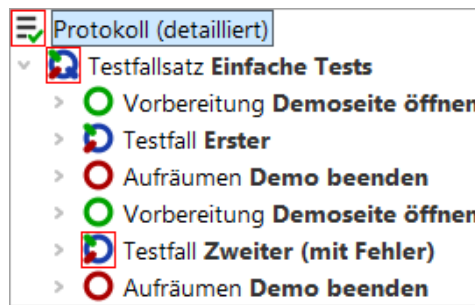 Protokoll (detailliert)
Testfallsatz Einfache Tests
Vorbereitung Demoseite öffnen
Testfall Erster
Aufräumen Demo beenden
Vorbereitung Demoseite öffnen
Testfall Zweiter (mit Fehler)
Aufräumen Demo beenden